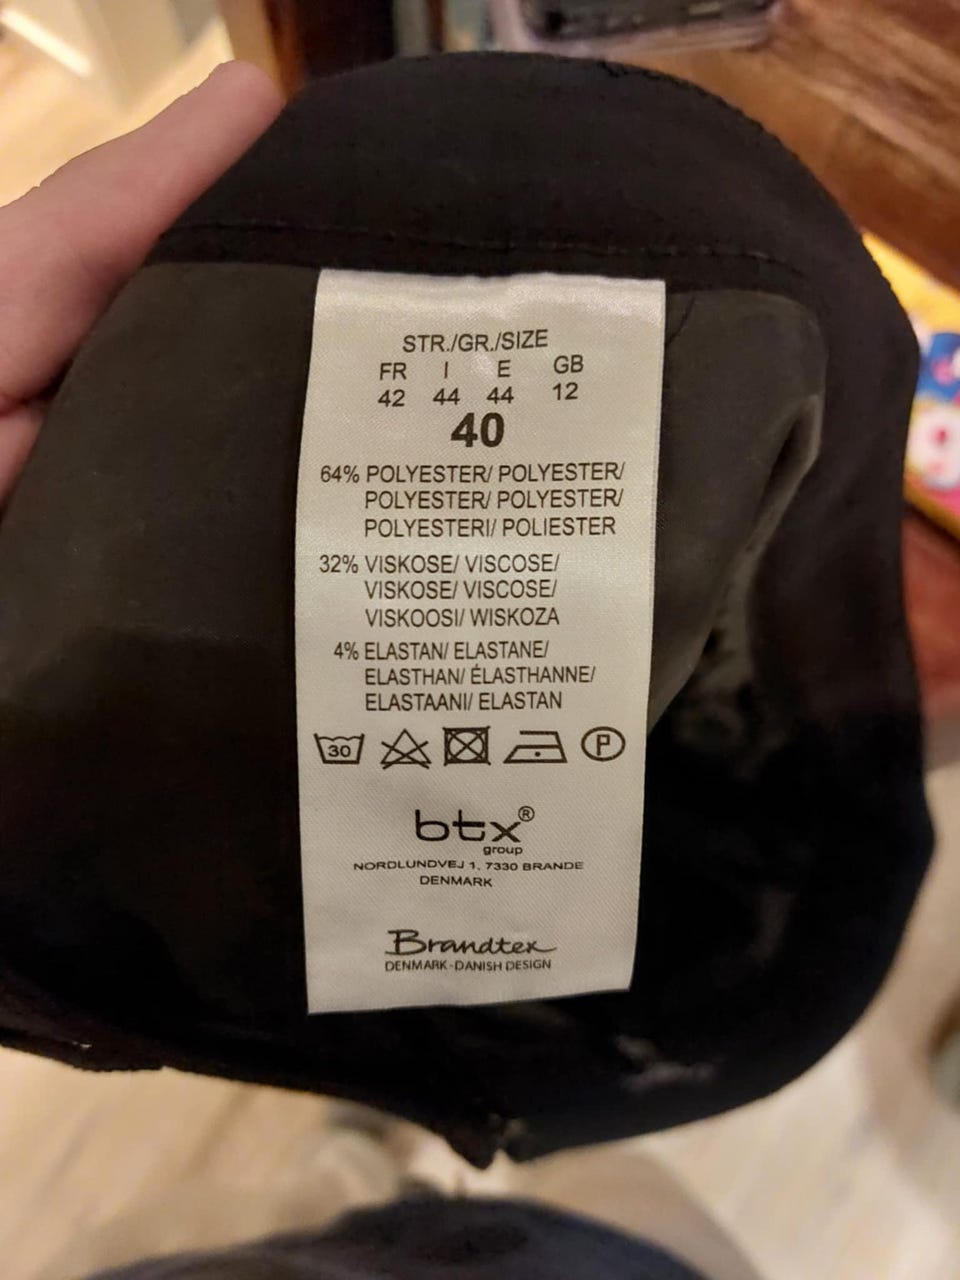 STR./GR./SIZE
FR I E GB
42 44 44 12
40
64% POLYESTER/ POLYESTER/
POLYESTER/ POLYESTER/
POLYESTERI/ POLIESTER
32% VISKOSE/ VISCOSE/
VISKOSE/ VISCOSE/
VISKOOSI/ WISKOZA
4% ELASTAN/ ELASTANE/
ELASTHAN/ ÉLASTHANNE/
ELASTAANI/ ELASTAN
30 P
btx®
group
NORDLUNDVEJ 1, 7330 BRANDE
DENMARK
Brandtex
DENMARK-DANISH DESIGN